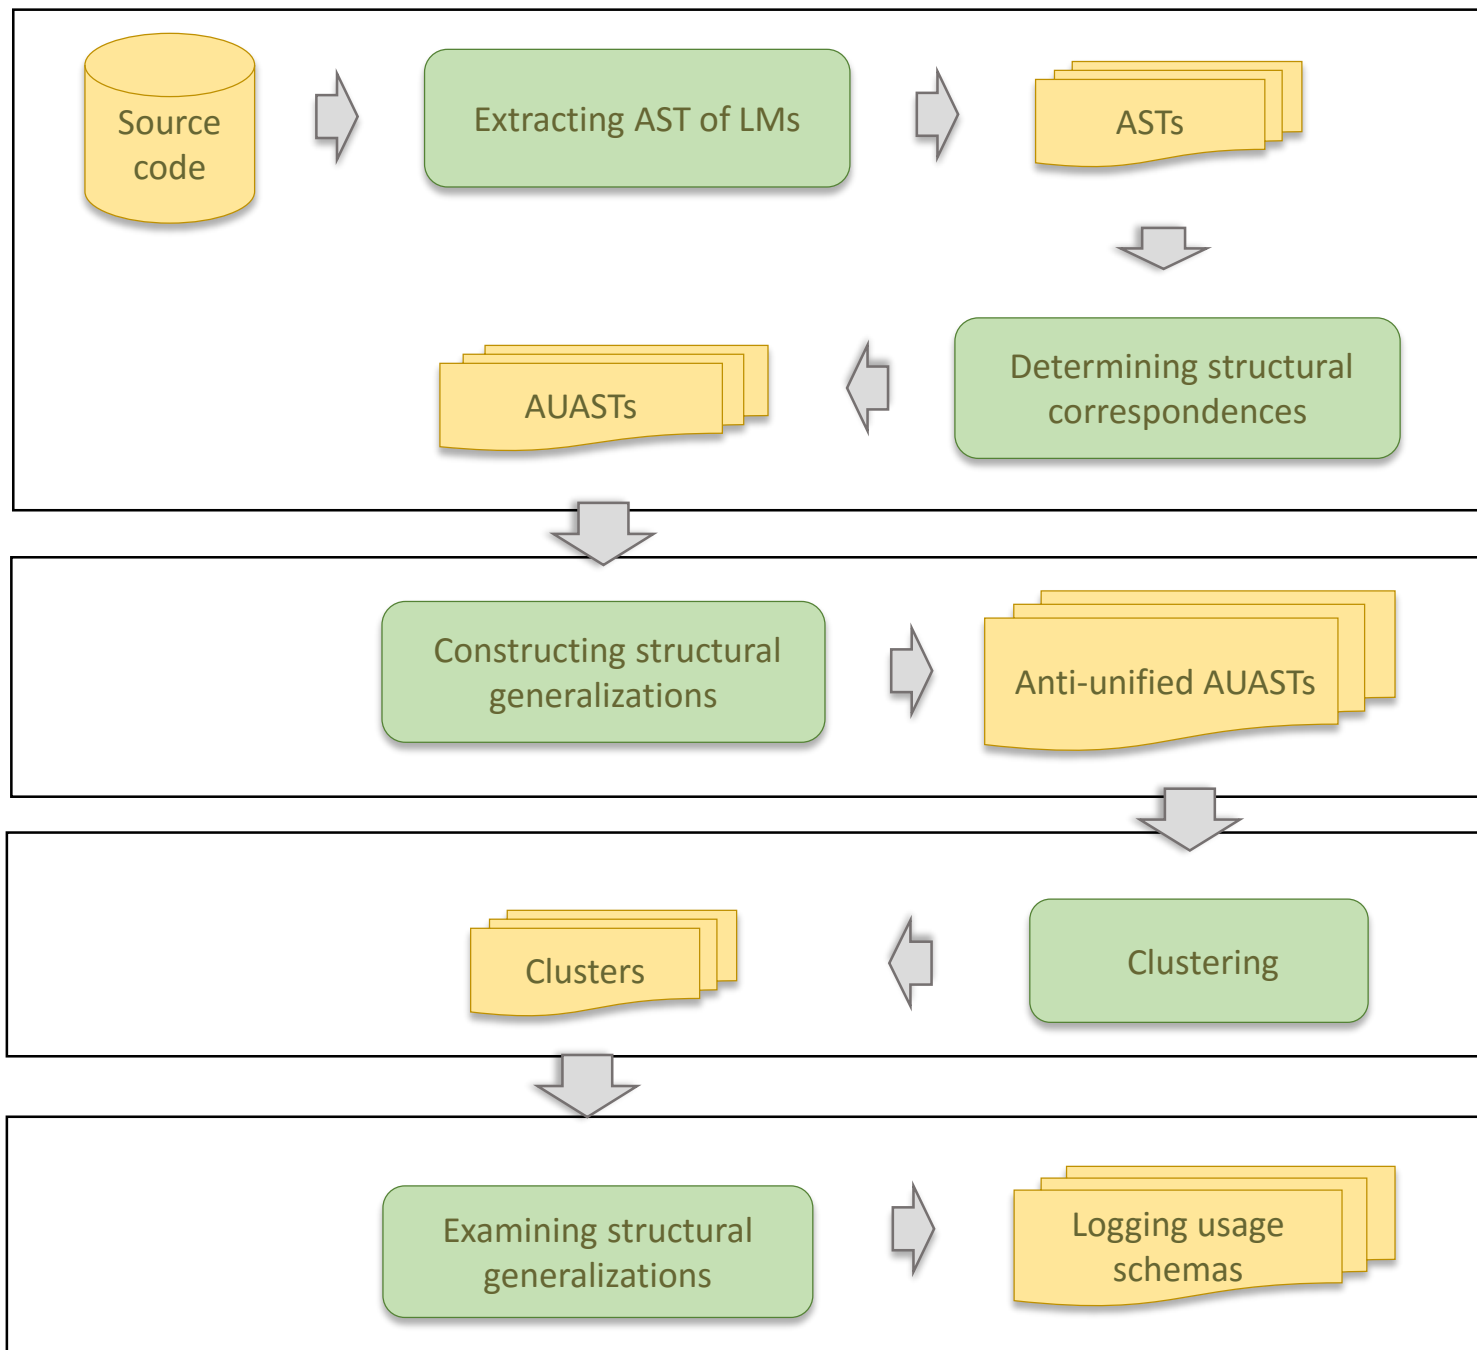 Source
code
Extracting AST of LMs
ASTs
Determining structural
correspondences
AUASTs
Constructing structural
generalizations
Anti-unified AUASTs
Clustering
Clusters
Examining structural
generalizations
Logging usage
schemas